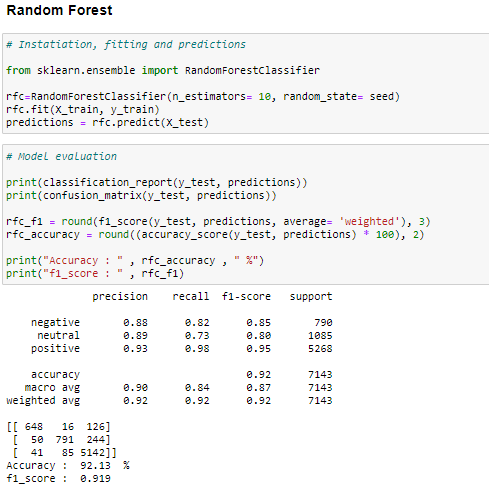 Random Forest
# Instatiation, fitting and predictions
from sklearn.ensemble import RandomForestClassifier
rfc=RandomForestClassifier(n_estimators= 10, random_state= seed)
rfc.fit(X_train, y_train)
predictions = rfc.predict(X_test)
# Model evaluation
print(classification_report(y_test, predictions))
print(confusion_matrix(y_test, predictions))
rfc_f1 = round(f1_score(y_test, predictions, average= 'weighted'), 3)
rfc_accuracy = round((accuracy_score(y_test, predictions) * 100), 2)
print("Accuracy : " , rfc_accuracy , " %")
print("f1_score : " , rfc_f1)
precision recall f1-score support
negative 0.88 0.82 0.85 790
neutral 0.89 0.73 0.80 1085
positive 0.93 0.98 0.95 5268
accuracy 0.92 7143
macro avg 0.90 0.84 0.87 7143
weighted avg 0.92 0.92 0.92 7143
[[ 648 16 126]
[ 50 791 244]
[ 41 85 5142]]
Accuracy : 92.13 %
f1_score : 0.919